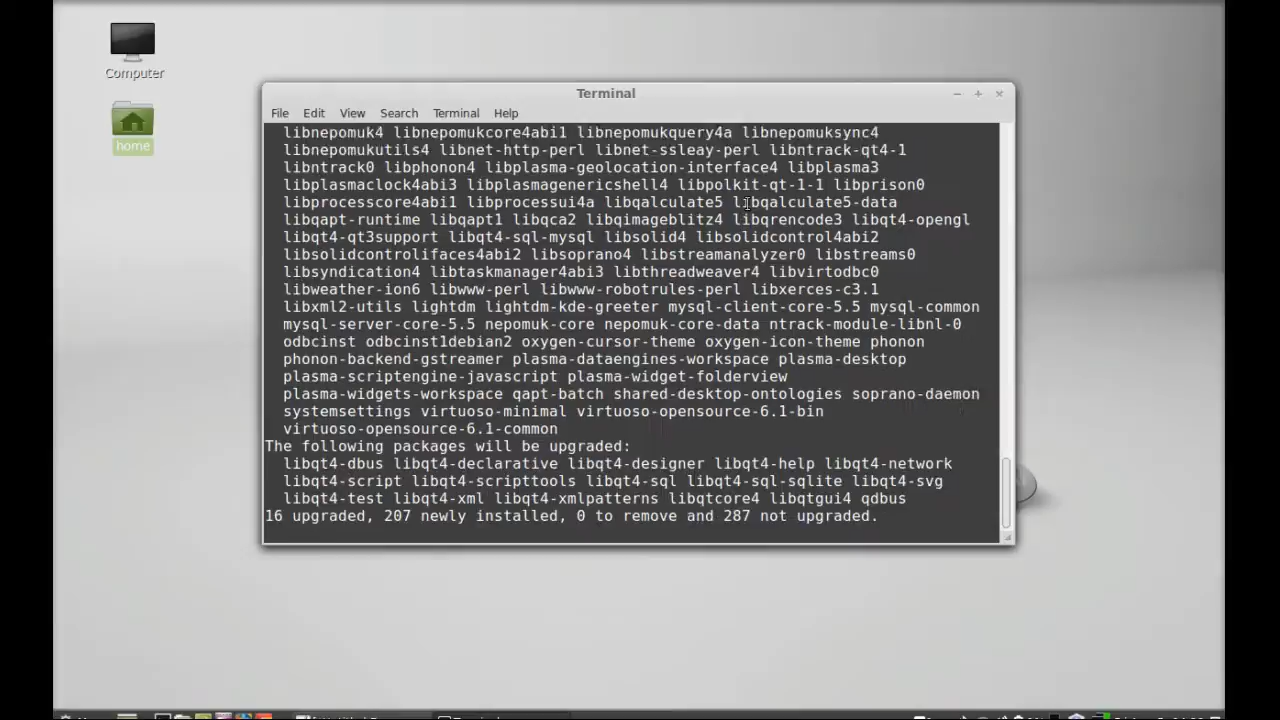 Computer
home
Terminal
File Edit View Search Terminal Help
libnepomuk4 libnepomukcore4abi1 libnepomukquery4a libnepomuksync4
libnepomukutils4 libnet-http-perl libnet-ssleay-perl libntrack-qt4-1
libntrack0 libphonon4 libplasma-geolocation-interface4 libplasma3
libplasmaclock4abi3 libplasmagenericshell4 libpolkit-qt-1-1 libprison0
libprocesscore4abi1 libprocessui4a libqalculate5 libqalculate5-data
libqapt-runtime libqapt1 libqca2 libqimageblitz4 libqrencode3 libqt4-opengl
libqt4-qt3support libqt4-sql-mysql libsolid4 libsolidcontrol4abi2
libsolidcontrolifaces4abi2 libsoprano4 libstreamanalyzer0 libstreams0
libsyndication4 libtaskmanager4abi3 libthreadweaver4 libvirtodbc0
libweather-ion6 libwww-perl libwww-robotrules-perl libxerces-c3.1
libxml2-utils lightdm lightdm-kde-greeter mysql-client-core-5.5 mysql-common
mysql-server-core-5.5 nepomuk-core nepomuk-core-data ntrack-module-libnl-0
odbcinst odbcinst1debian2 oxygen-cursor-theme oxygen-icon-theme phonon
phonon-backend-gstreamer plasma-dataengines-workspace plasma-desktop
plasma-scriptengine-javascript plasma-widget-folderview
plasma-widgets-workspace qapt-batch shared-desktop-ontologies soprano-daemon
systemsettings virtuoso-minimal virtuoso-opensource-6.1-bin
virtuoso-opensource-6.1-common
The following packages will be upgraded:
libqt4-dbus libqt4-declarative libqt4-designer libqt4-help libqt4-network
libqt4-script libqt4-scripttools libqt4-sql libqt4-sql-sqlite libqt4-svg
libqt4-test libqt4-xml libqt4-xmlpatterns libqtcore4 libqtgui4 qdbus
16 upgraded, 207 newly installed, 0 to remove and 287 not upgraded.